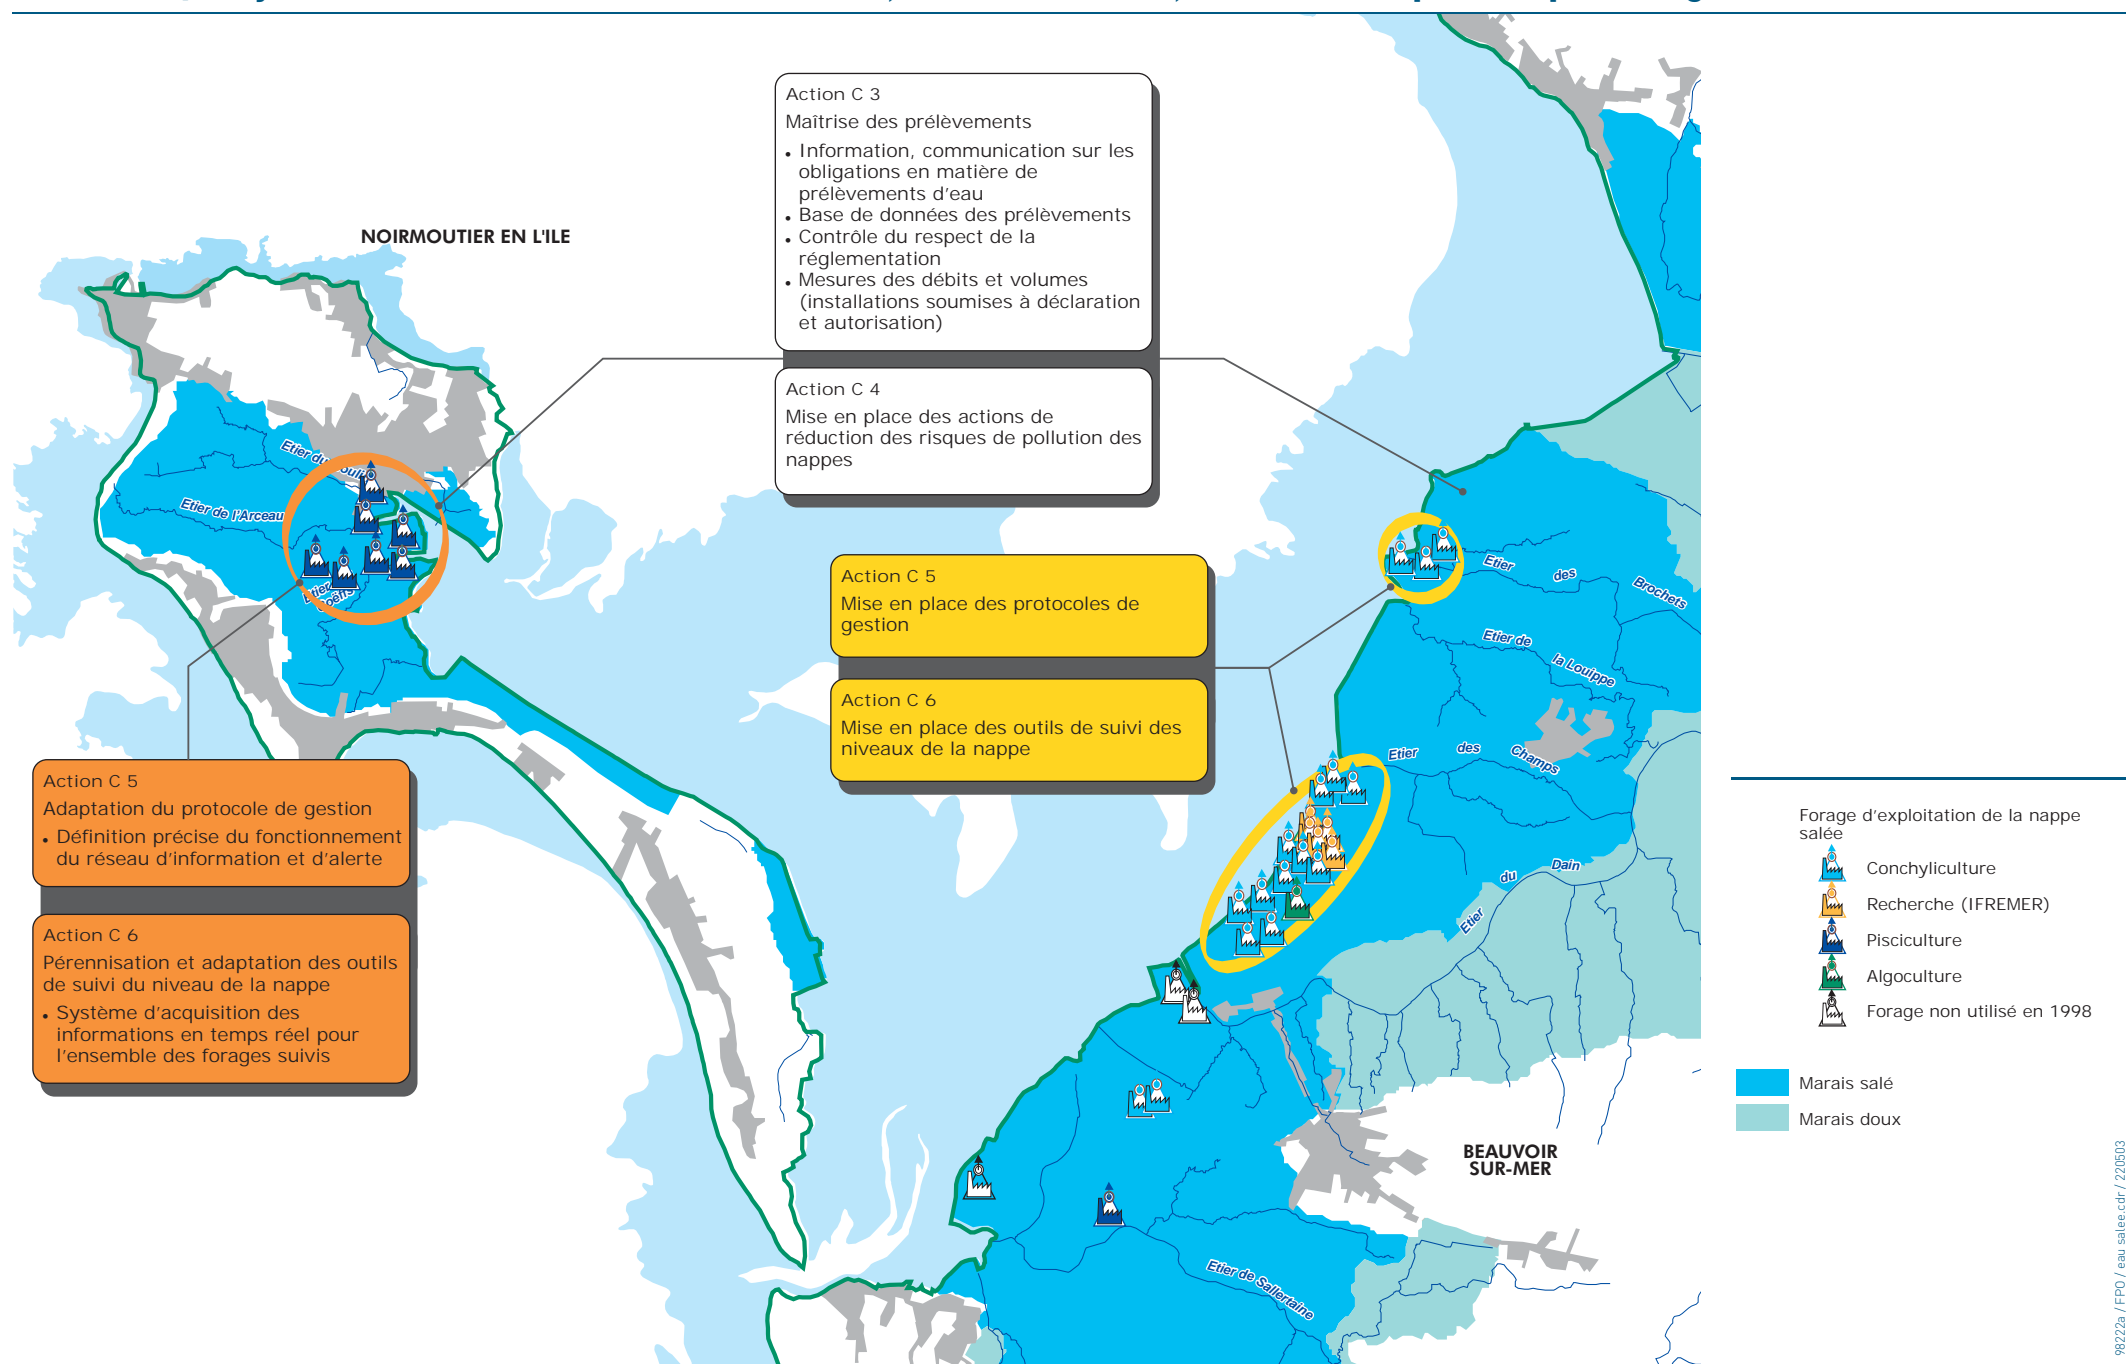 NOIRMOUTIER EN L'ILE
Action C 3
Maîtrise des prélèvements
• Information, communication sur les
obligations en matière de
prélèvements d'eau
• Base de données des prélèvements
• Contrôle du respect de la
réglementation
• Mesures des débits et volumes
(installations soumises à déclaration
et autorisation)
Action C 4
Mise en place des actions de
réduction des risques de pollution des
nappes
Etier du
Etier de l'Arceau
Etier
Action C 5
Mise en place des protocoles de
gestion
Action C 6
Mise en place des outils de suivi des
niveaux de la nappe
Etier des Brochets
Etier de la Louippe
Etier des Champs
Etier du Dain
Action C 5
Adaptation du protocole de gestion
• Définition précise du fonctionnement
du réseau d'information et d'alerte
Action C 6
Pérennisation et adaptation des outils
de suivi du niveau de la nappe
• Système d'acquisition des
informations en temps réel pour
l'ensemble des forages suivis
BEAUVOIR
SUR-MER
Etier de Sallertaine
Forage d'exploitation de la nappe
salée
Conchyliculture
Recherche (IFREMER)
Pisciculture
Algoculture
Forage non utilisé en 1998
Marais salé
Marais doux
98222a / FPO / eau salee.cdr / 220503